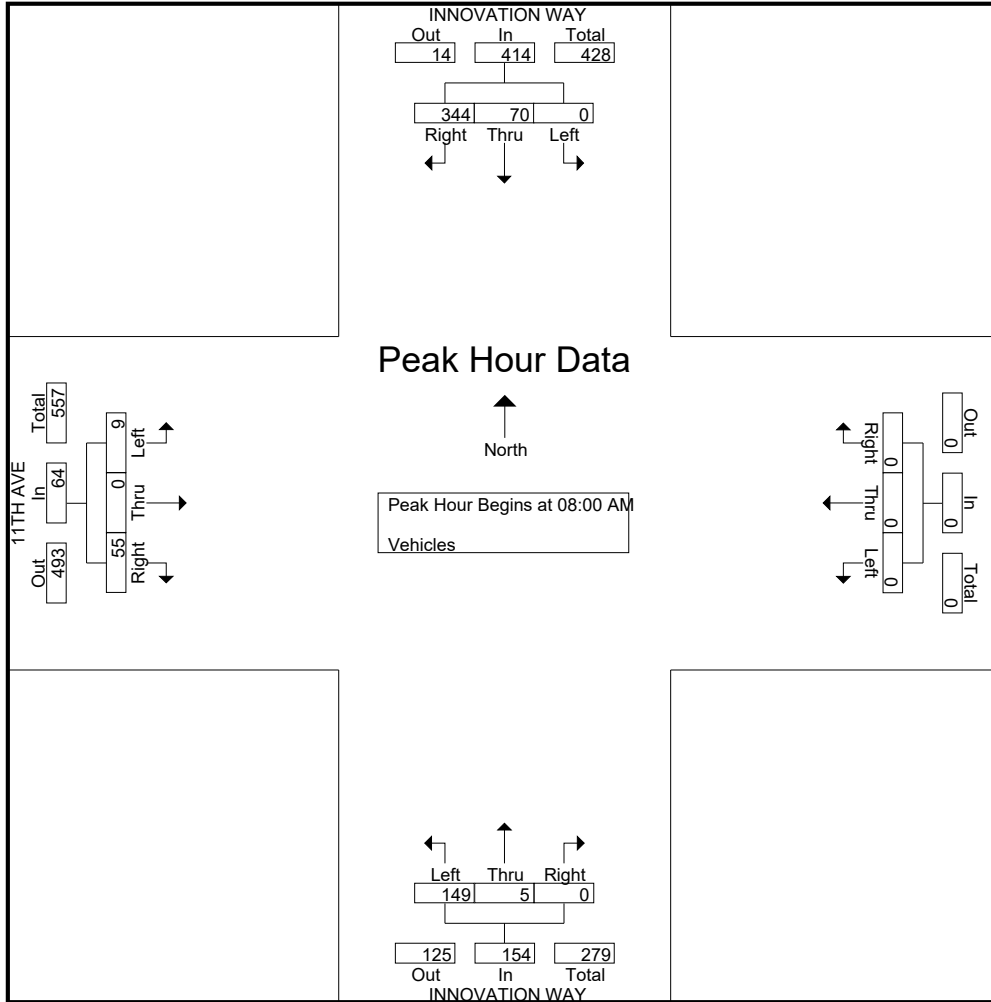 INNOVATION WAY
Out In Total
14 414 428
344 70 0
Right Thru Left
Peak Hour Data
North
Peak Hour Begins at 08:00 AM
Vehicles
11TH AVE
Total In Out
557 64 493
9 0 55
Left Thru Right
Right Thru Left
0 0 0
Out In Total
0 0 0
Left Thru Right
149 5 0
125 154 279
Out In Total
INNOVATION WAY